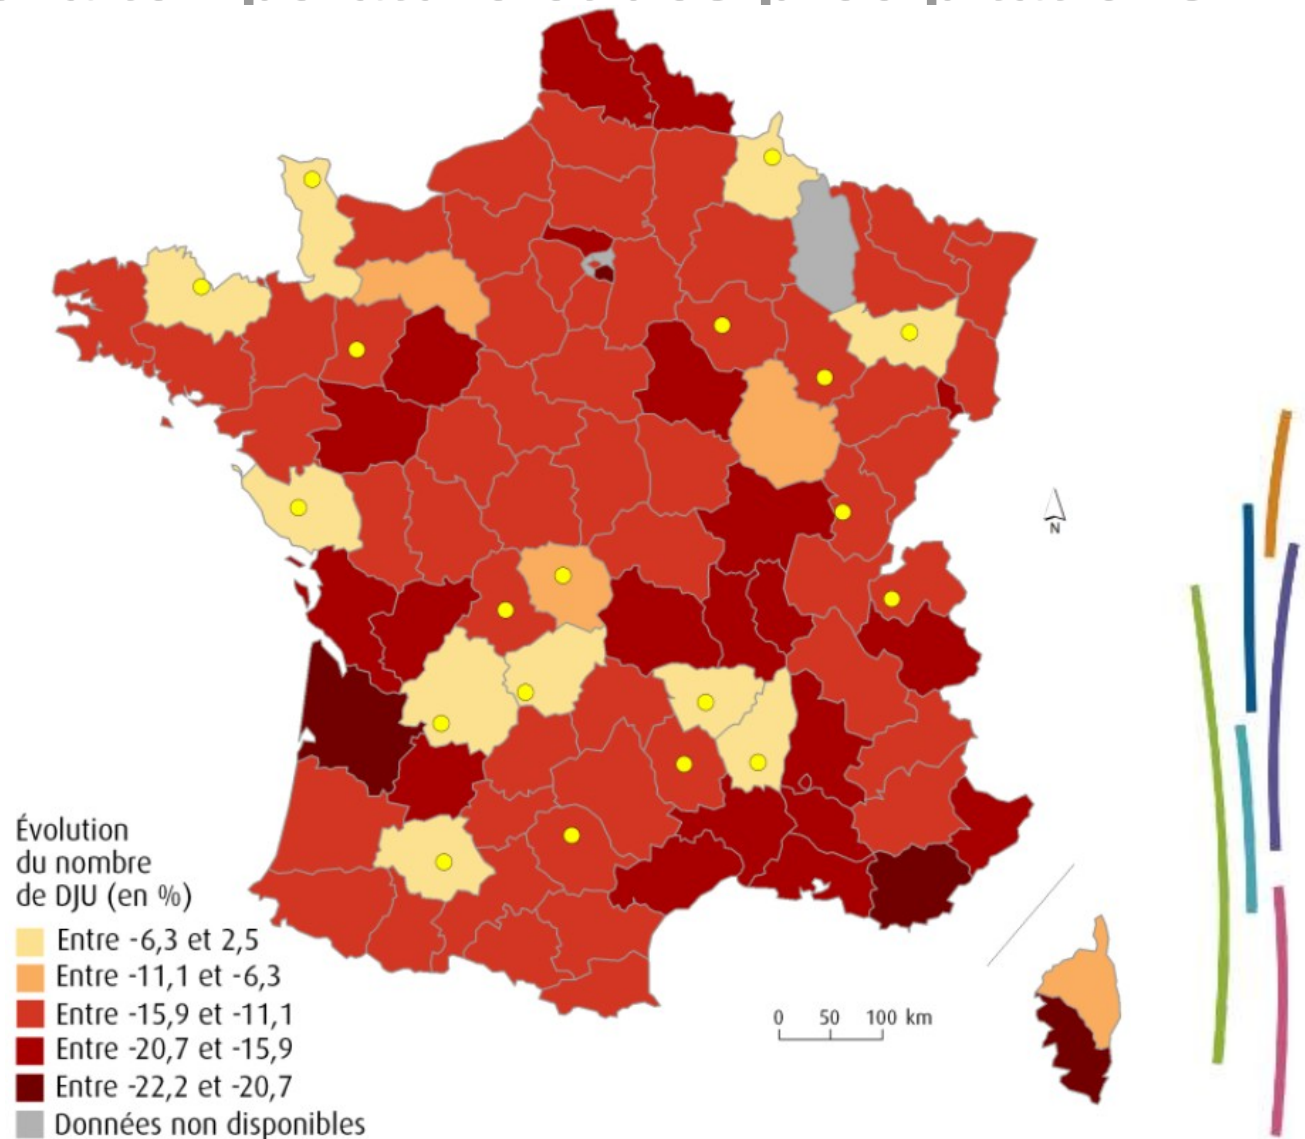 N
Évolution
du nombre
de DJU (en %)
Entre -6,3 et 2,5
Entre -11,1 et -6,3
Entre -15,9 et -11,1
Entre -20,7 et -15,9
Entre -22,2 et -20,7
Données non disponibles
0 50 100 km